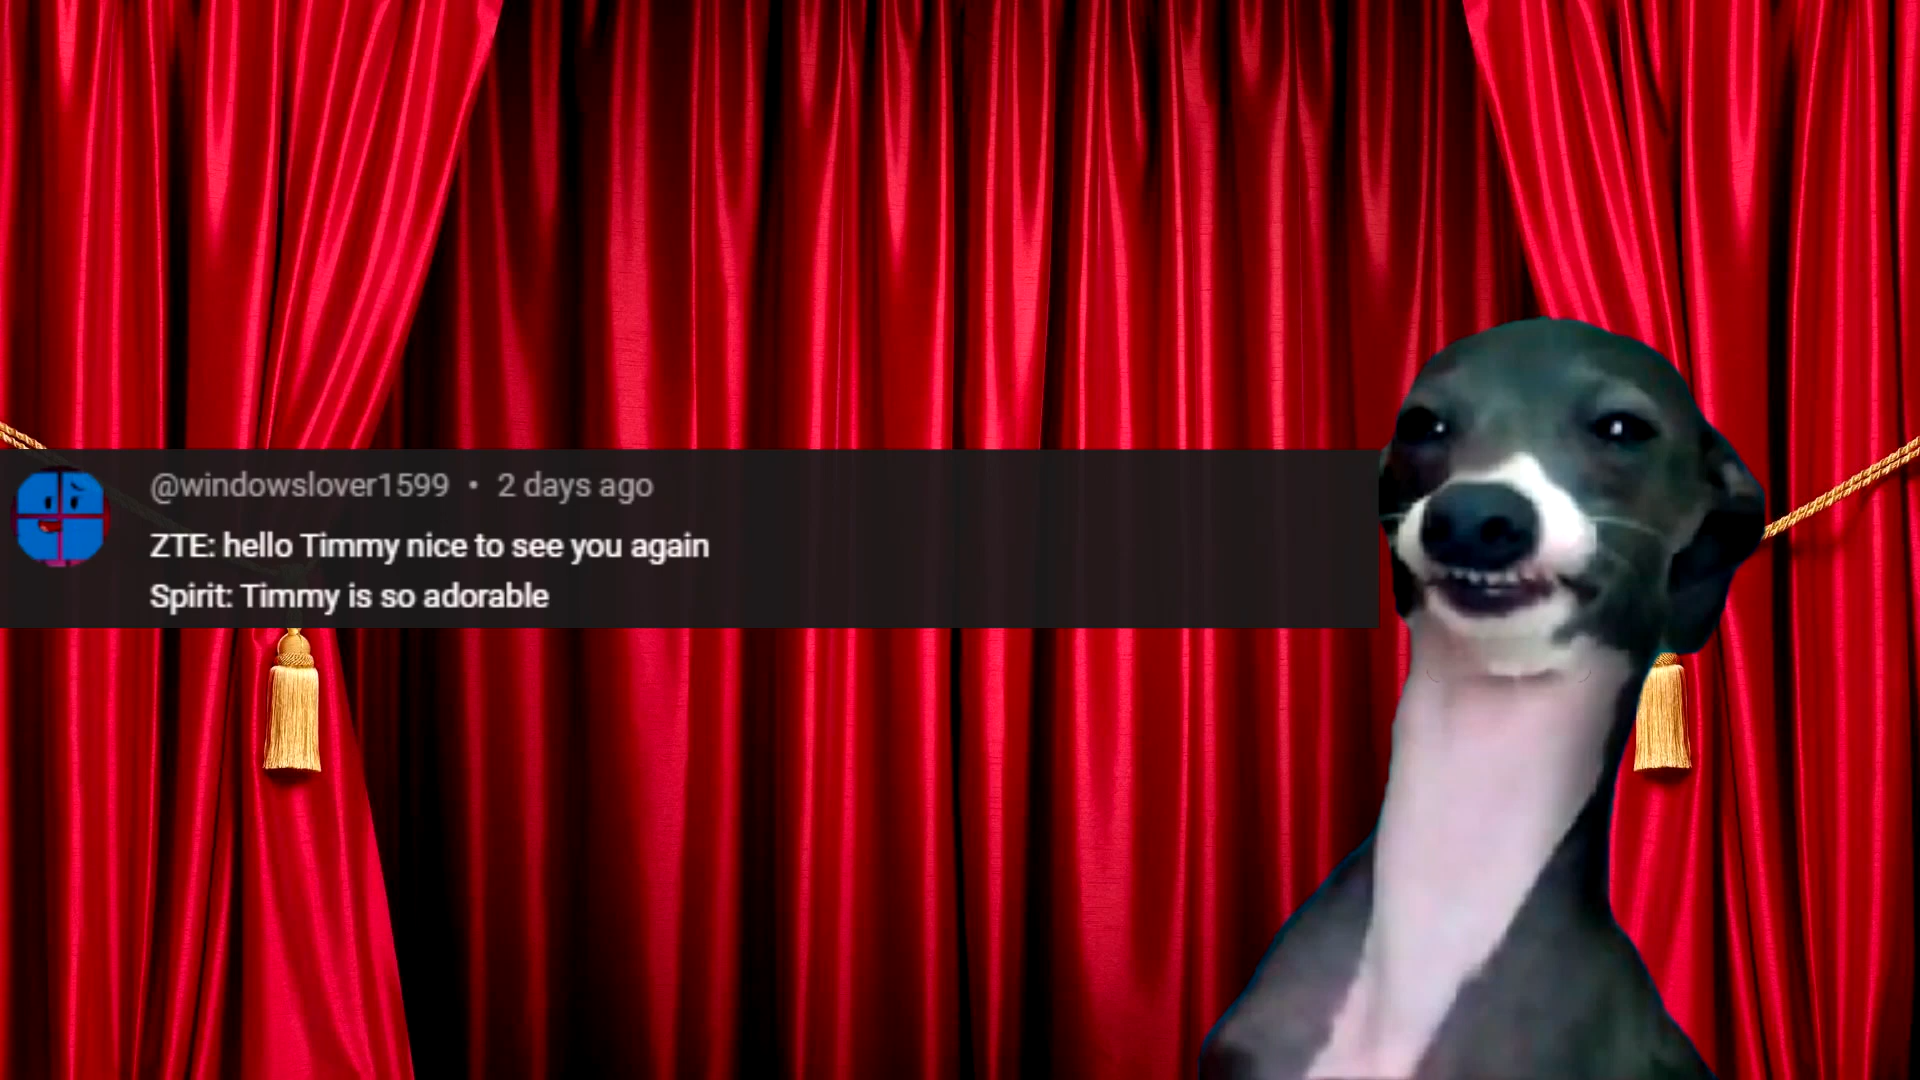 @windowslover1599 • 2 days ago
ZTE: hello Timmy nice to see you again
Spirit: Timmy is so adorable